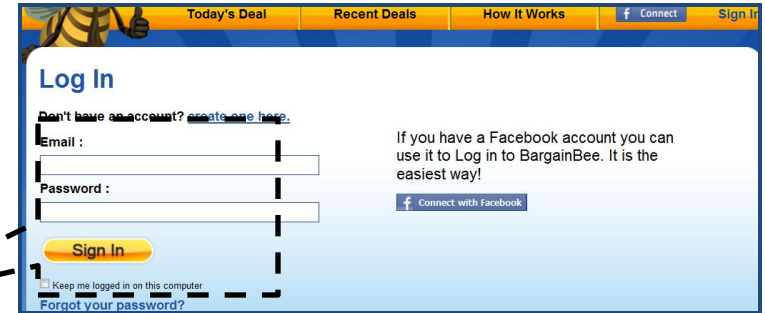 Today's Deal Recent Deals How It Works f Connect Sign In
Log In
Don't have an account? create one here.
Email :
Password :
Sign In
Keep me logged in on this computer
Forgot your password?
If you have a Facebook account you can
use it to Log in to BargainBee. It is the
easiest way!
f Connect with Facebook